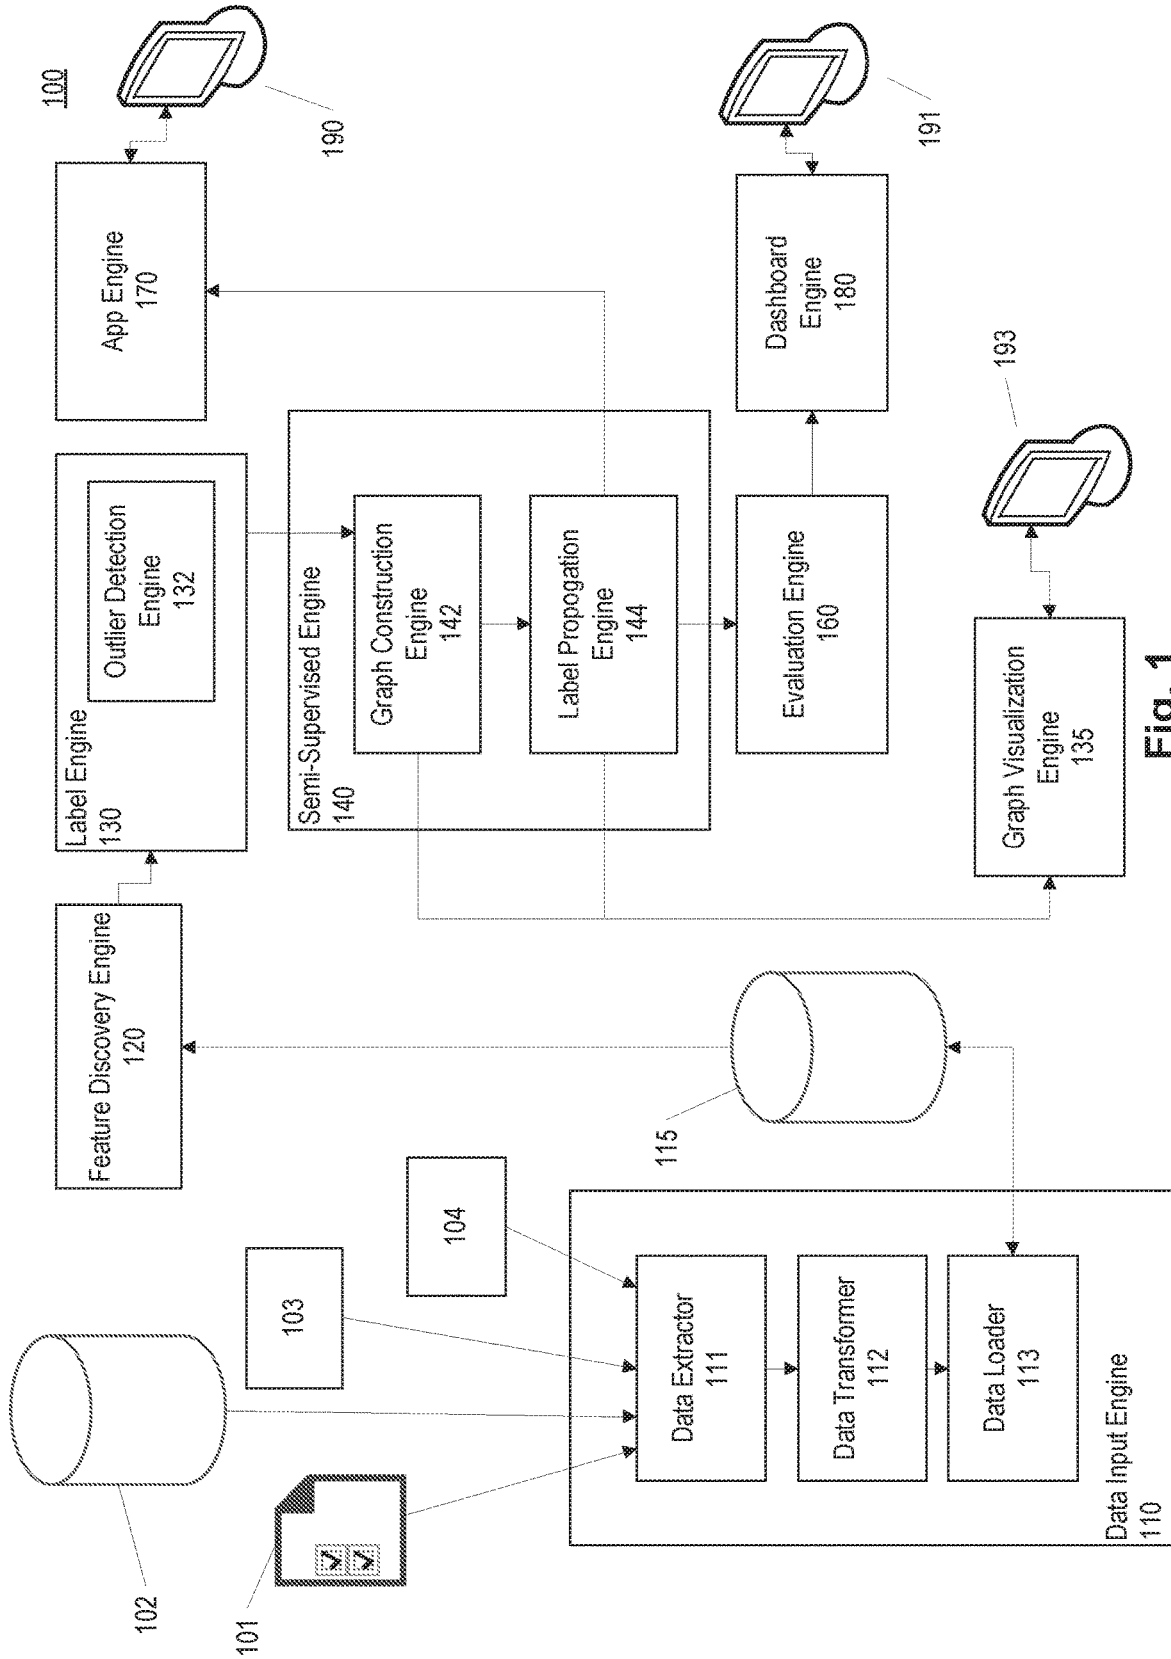 100
102
101
103
104
Data Extractor
111
Data Transformer
112
Data Loader
113
Data Input Engine
110
115
Feature Discovery Engine
120
Label Engine
130
Outlier Detection
Engine
132
Semi-Supervised Engine
140
Graph Construction
Engine
142
Label Propogation
Engine
144
Evaluation Engine
160
App Engine
170
190
Dashboard
Engine
180
191
Graph Visualization
Engine
135
193
Fig. 1